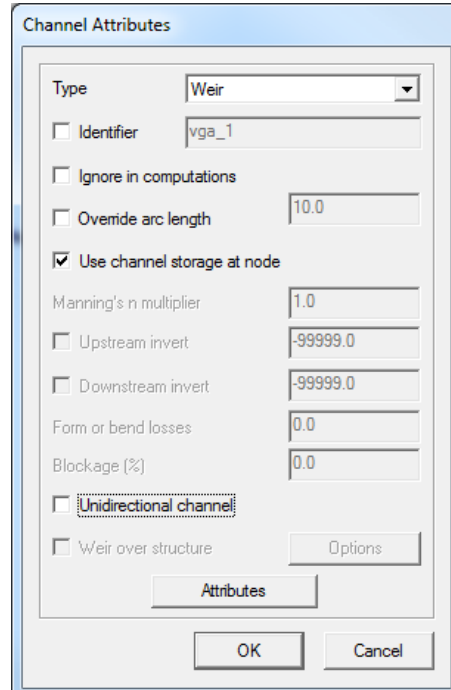 Channel Attributes
Type Weir
Identifier vga_1
Ignore in computations
Override arc length 10.0
Use channel storage at node
Manning's n multiplier 1.0
Upstream invert -99999.0
Downstream invert -99999.0
Form or bend losses 0.0
Blockage (%) 0.0
Unidirectional channel
Weir over structure Options
Attributes
OK Cancel